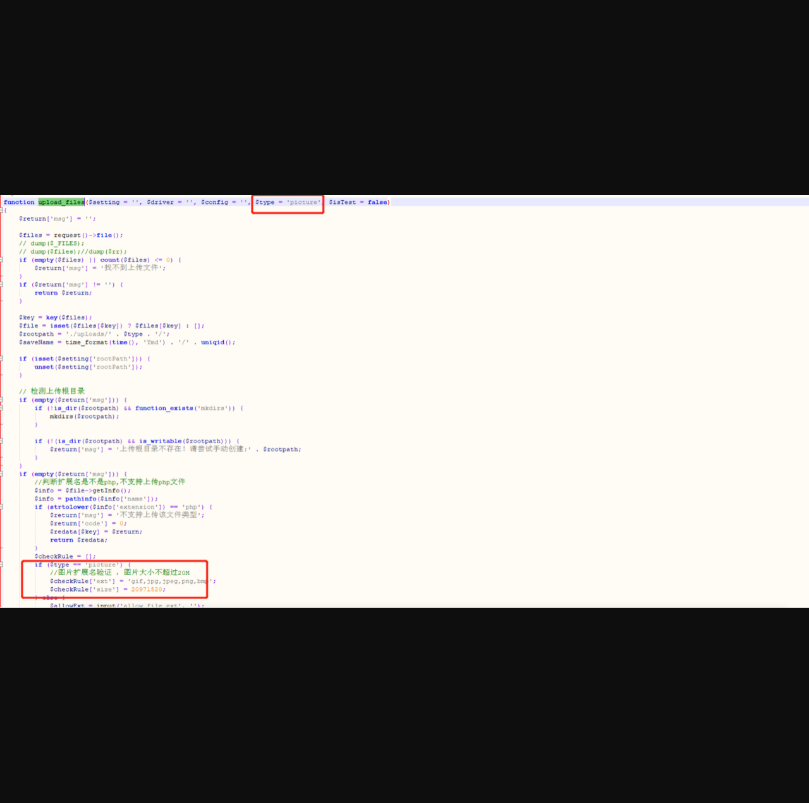 function upload_files($setting = '', $driver = '', $config = '', $type = 'picture' $isTest = false)
{
$return['msg'] = '';
$files = request()->file();
// dump($_FILES);
// dump($files);//dump($rr);
if (empty($files) || count($files) <= 0) {
$return['msg'] = '找不到上传文件';
}
if ($return['msg'] != '') {
return $return;
}
$key = key($files);
$file = isset($files[$key]) ? $files[$key] : [];
$rootpath = './uploads/' . $type . '/';
$saveName = time_format(time(), 'Ymd') . '/' . uniqid();
if (isset($setting['rootPath'])) {
unset($setting['rootPath']);
}
// 检测上传根目录
if (empty($return['msg'])) {
if (!is_dir($rootpath) && function_exists('mkdirs')) {
mkdirs($rootpath);
}
if (!(is_dir($rootpath) && is_writable($rootpath))) {
$return['msg'] = '上传根目录不存在！请尝试手动创建:' . $rootpath;
}
}
if (empty($return['msg'])) {
//判断扩展名是不是php,不支持上传php文件
$info = $file->getInfo();
$info = pathinfo($info['name']);
if (strtolower($info['extension']) == 'php') {
$return['msg'] = '不支持上传该文件类型';
$return['code'] = 0;
$redata[$key] = $return;
return $redata;
}
$checkRule = [];
if ($type == 'picture') {
//图片扩展名验证 ，图片大小不超过20M
$checkRule['ext'] = 'gif,jpg,jpeg,png,bmp';
$checkRule['size'] = 20971520;
} else {
$allowExt = input('allow_file_ext', '');